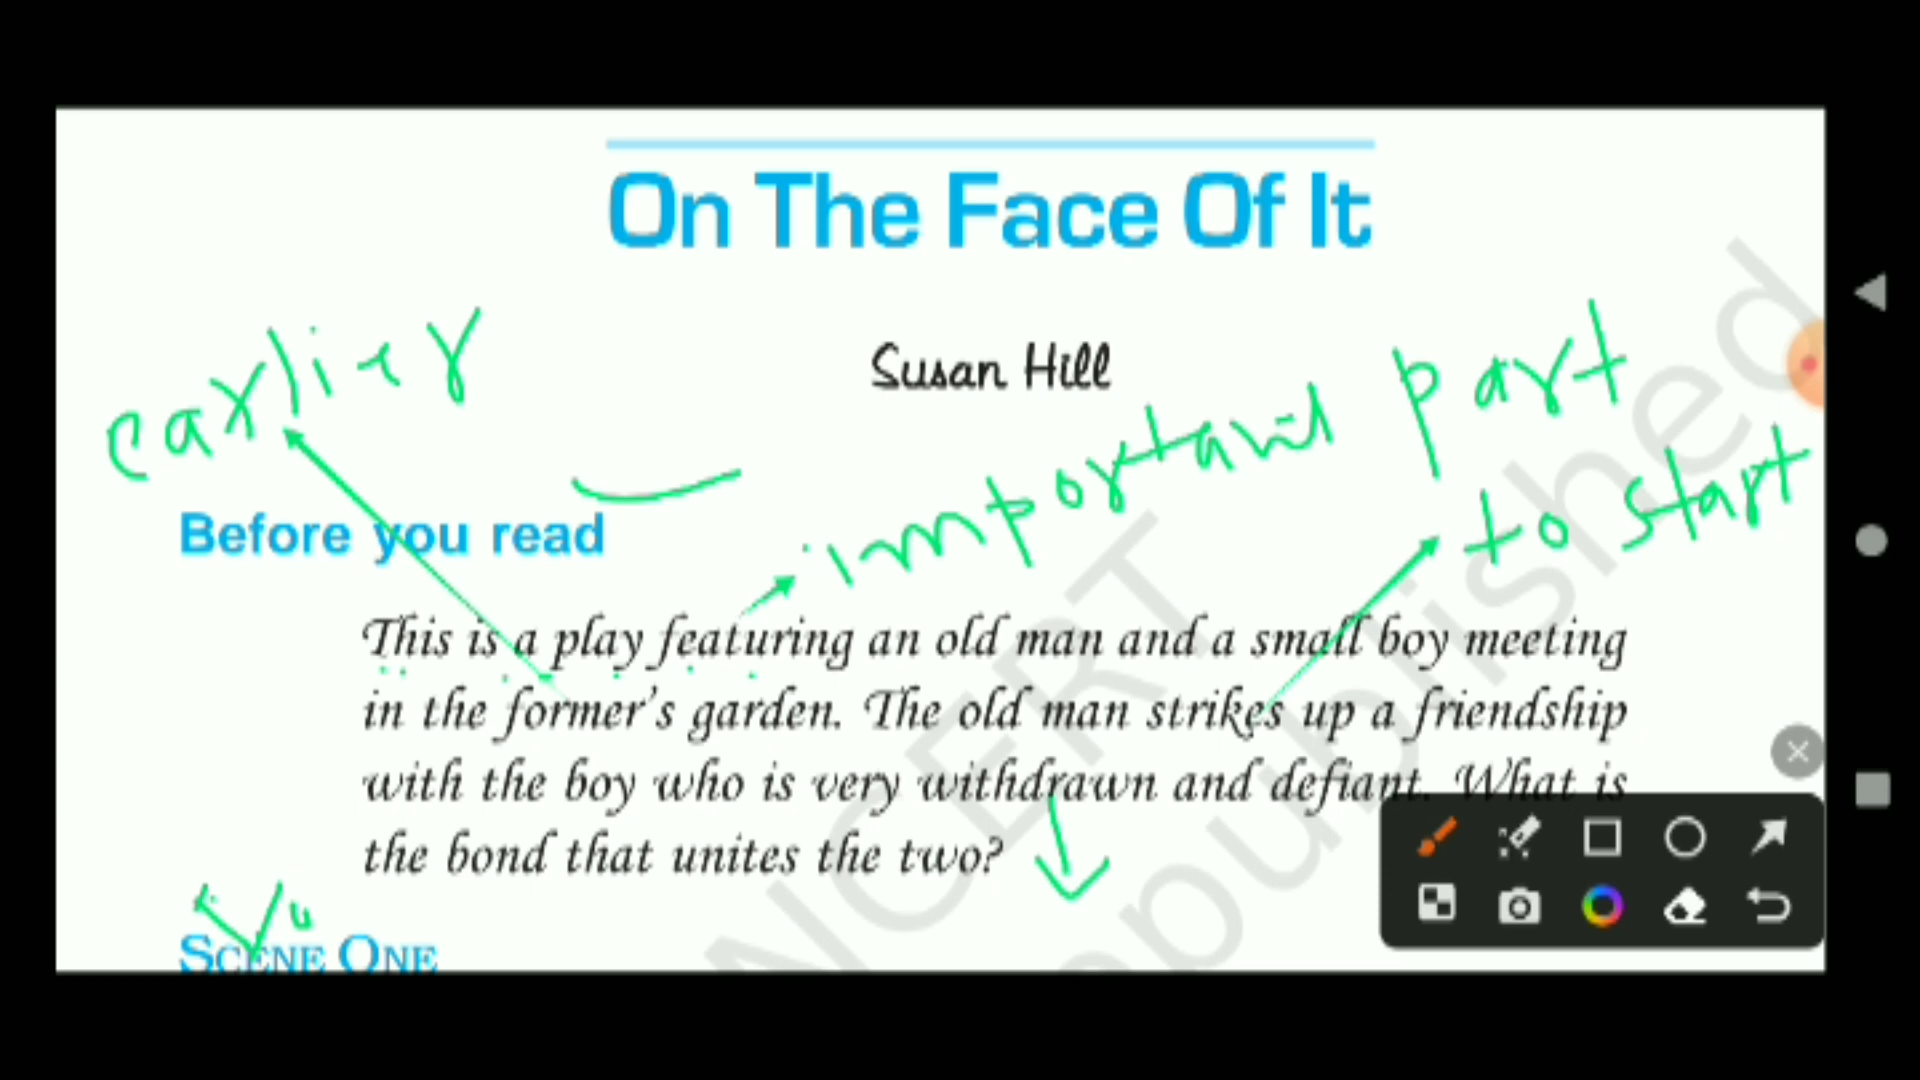 On The Face Of It
Susan Hill
earlier
important part
to start
Before you read
This is a play featuring an old man and a small boy meeting
in the former's garden. The old man strikes up a friendship
with the boy who is very withdrawn and defiant. What is
the bond that unites the two?
SCENE ONE
NCERT
republished